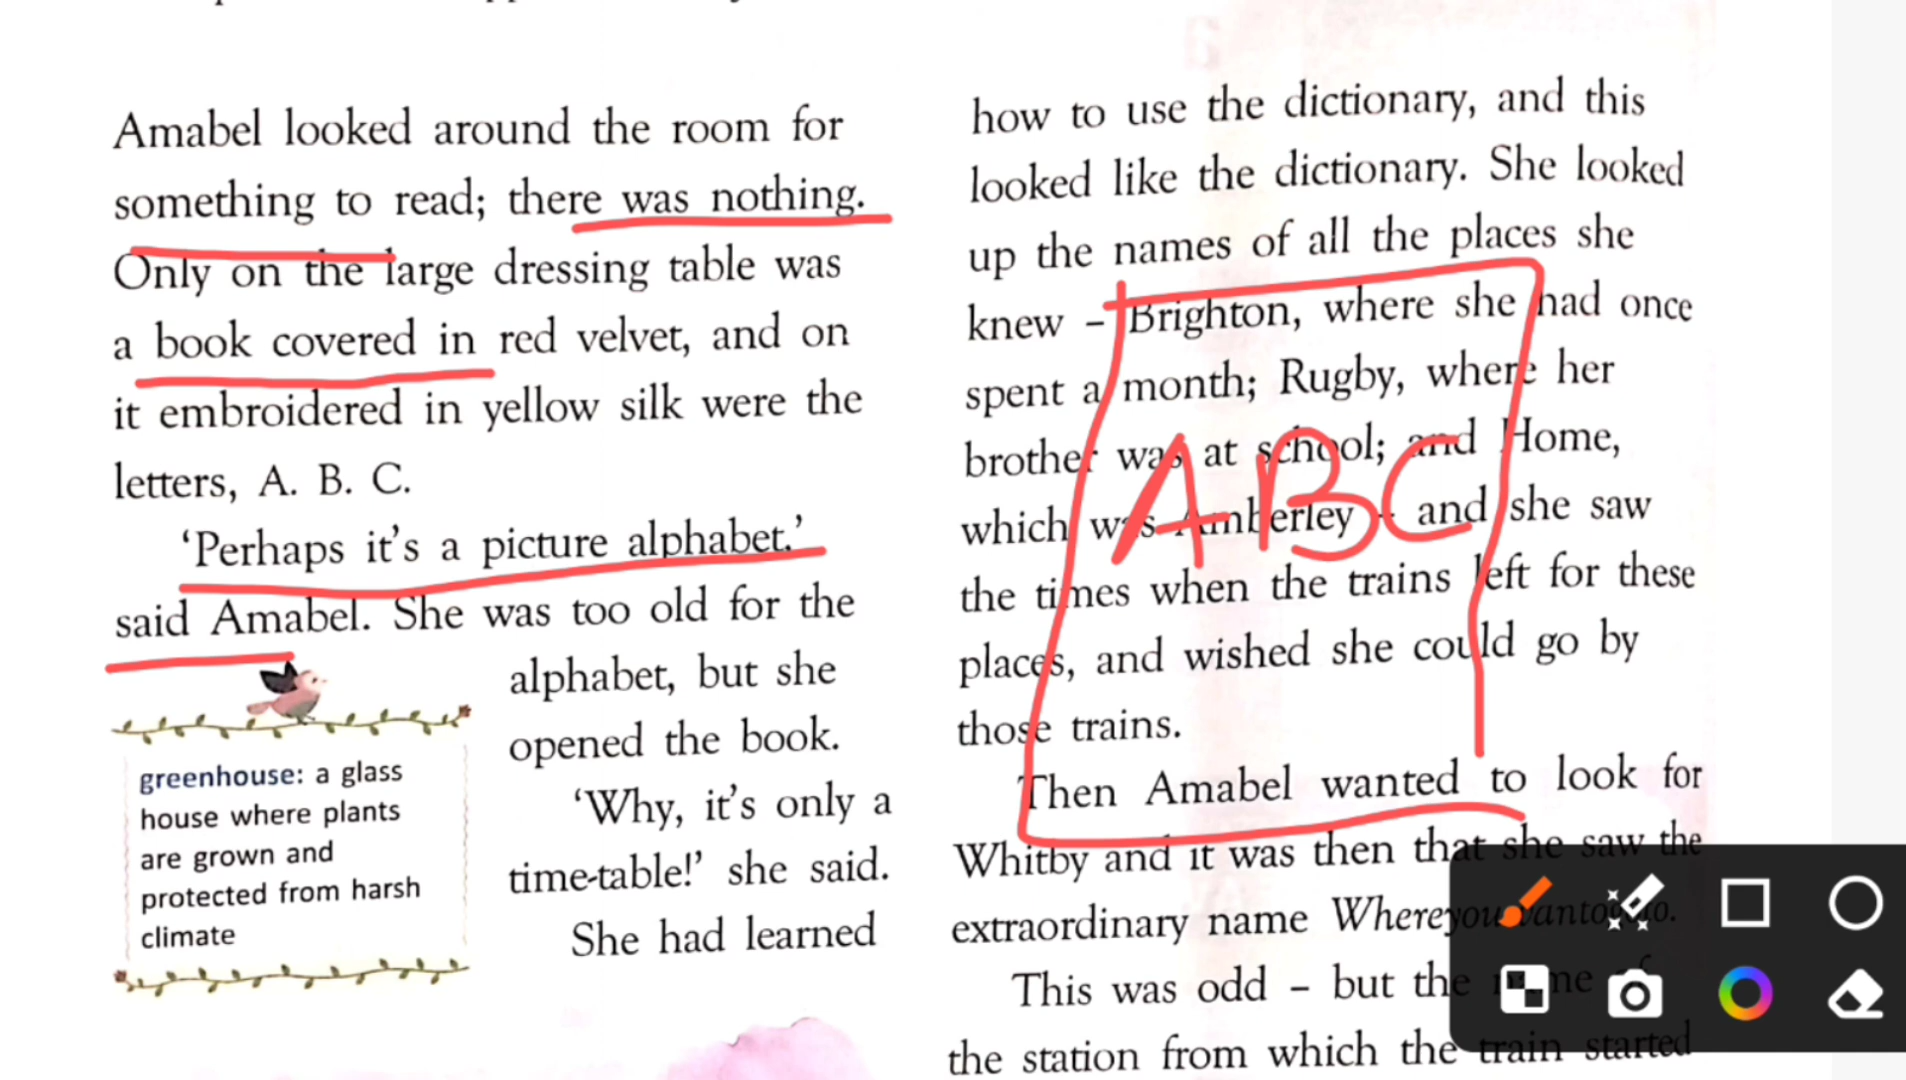 Amabel looked around the room for
something to read; there was nothing.
Only on the large dressing table was
a book covered in red velvet, and on
it embroidered in yellow silk were the
letters, A. B. C.
‘Perhaps it’s a picture alphabet.’
said Amabel. She was too old for the
alphabet, but she
opened the book.
‘Why, it’s only a
time-table!’ she said.
She had learned
greenhouse: a glass
house where plants
are grown and
protected from harsh
climate
how to use the dictionary, and this
looked like the dictionary. She looked
up the names of all the places she
knew – Brighton, where she had once
spent a month; Rugby, where her
brother was at school; and Home,
which was Amberley – and she saw
the times when the trains left for these
places, and wished she could go by
those trains.
Then Amabel wanted to look for
Whitby and it was then that she saw the
extraordinary name Whereyouwantogo.
This was odd – but the name of
the station from which the train started
ABC